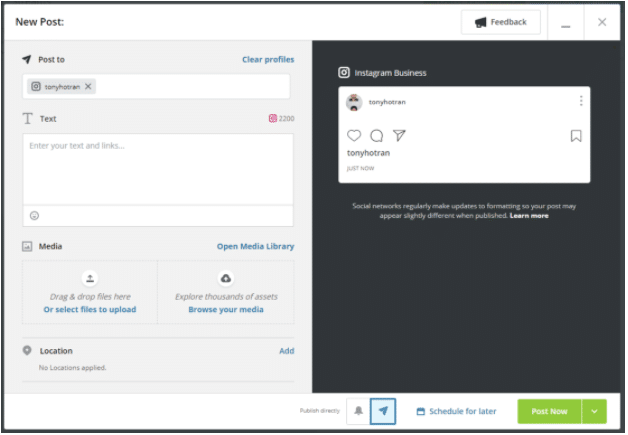 New Post:
Feedback
Post to
Clear profiles
tonyhotran
Text
2200
Enter your text and links...
Media
Open Media Library
Drag & drop files here
Or select files to upload
Explore thousands of assets
Browse your media
Location
Add
No Locations applied.
Instagram Business
tonyhotran
tonyhotran
JUST NOW
Social networks regularly make updates to formatting so your post may
appear slightly different when published. Learn more
Publish directly
Schedule for later
Post Now